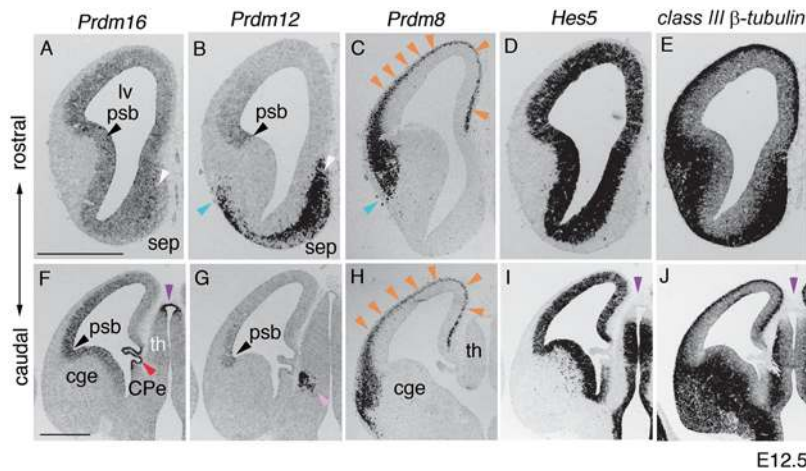 Prdm16 Prdm12 Prdm8 Hes5 class III β-tubulin
A B C D E
lv
psb psb
rostral
sep sep
F G H I J
psb th psb th
cge CPe cge
caudal
E12.5